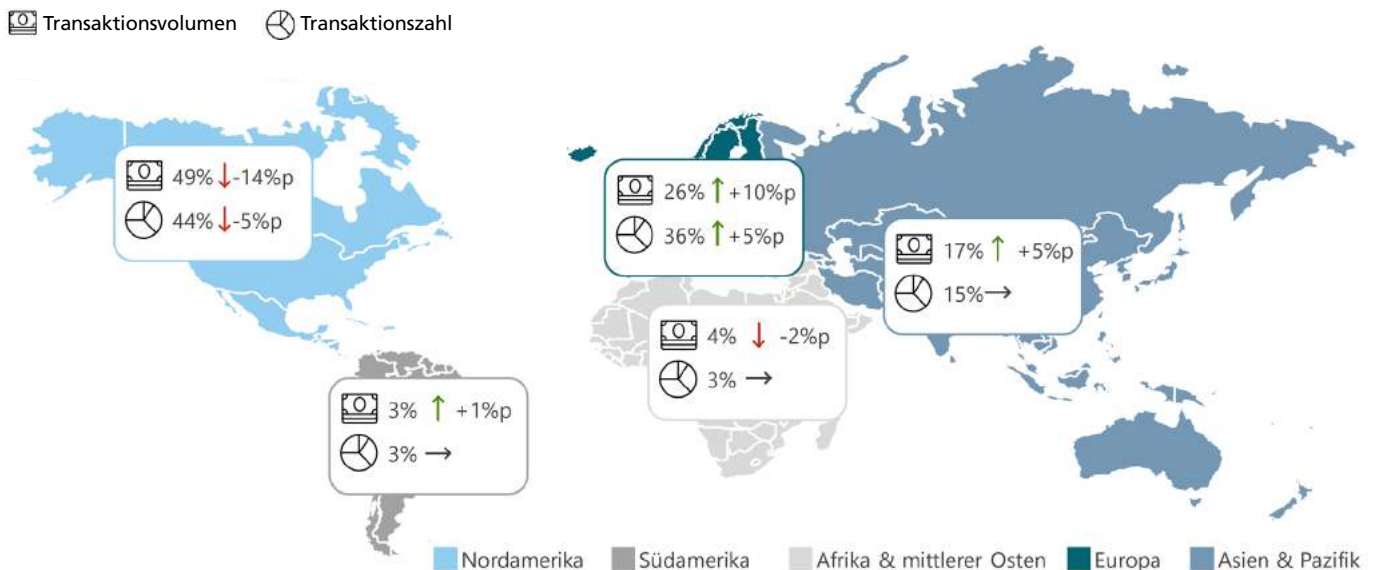 Transaktionsvolumen Transaktionszahl
49% ↓ -14%p
44% ↓ -5%p
26% ↑ +10%p
36% ↑ +5%p
17% ↑ +5%p
15% →
4% ↓ -2%p
3% →
3% ↑ +1%p
3% →
Nordamerika Südamerika Afrika & mittlerer Osten Europa Asien & Pazifik